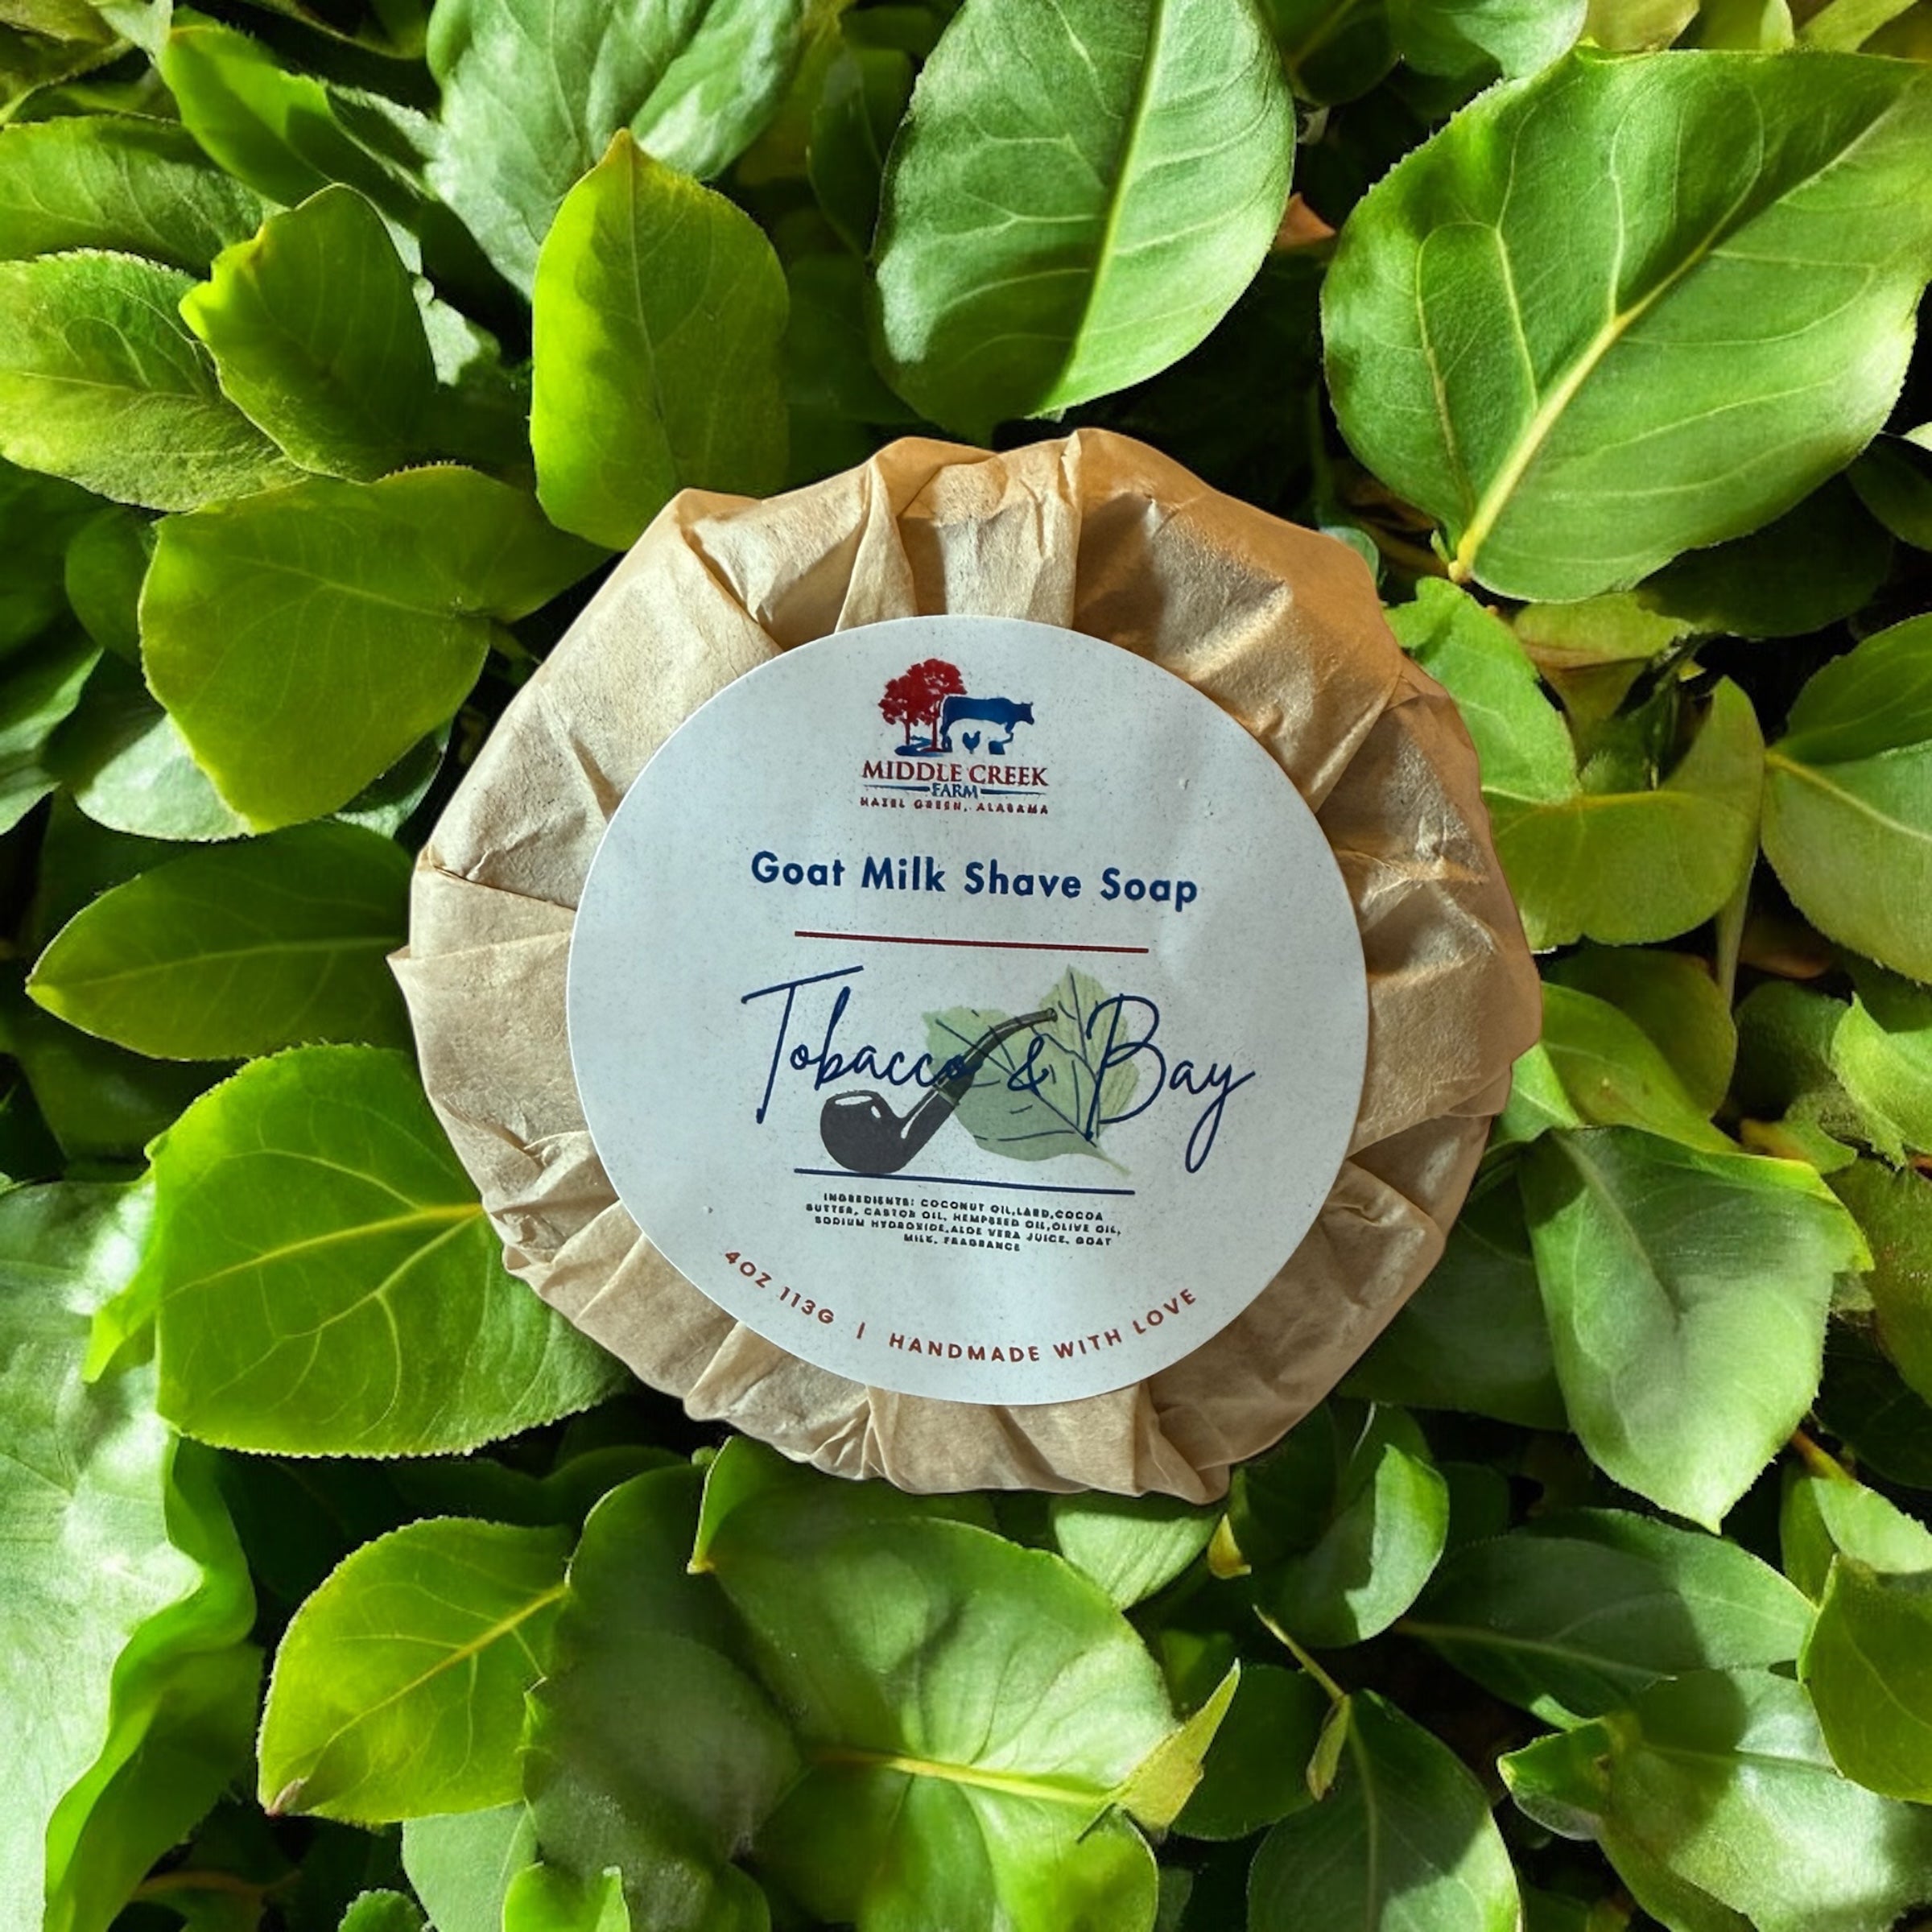 MIDDLE CREEK
FARM
HAZEL GREEN, ALABAMA
Goat Milk Shave Soap
Tobacco & Bay
INGREDIENTS: COCONUT OIL,LARD,COCOA
BUTTER, CASTOR OIL, HEMPSEED OIL,OLIVE OIL,
SODIUM HYDROXIDE,ALOE VERA JUICE, GOAT
MILK, FRAGRANCE
4OZ 113G | HANDMADE WITH LOVE